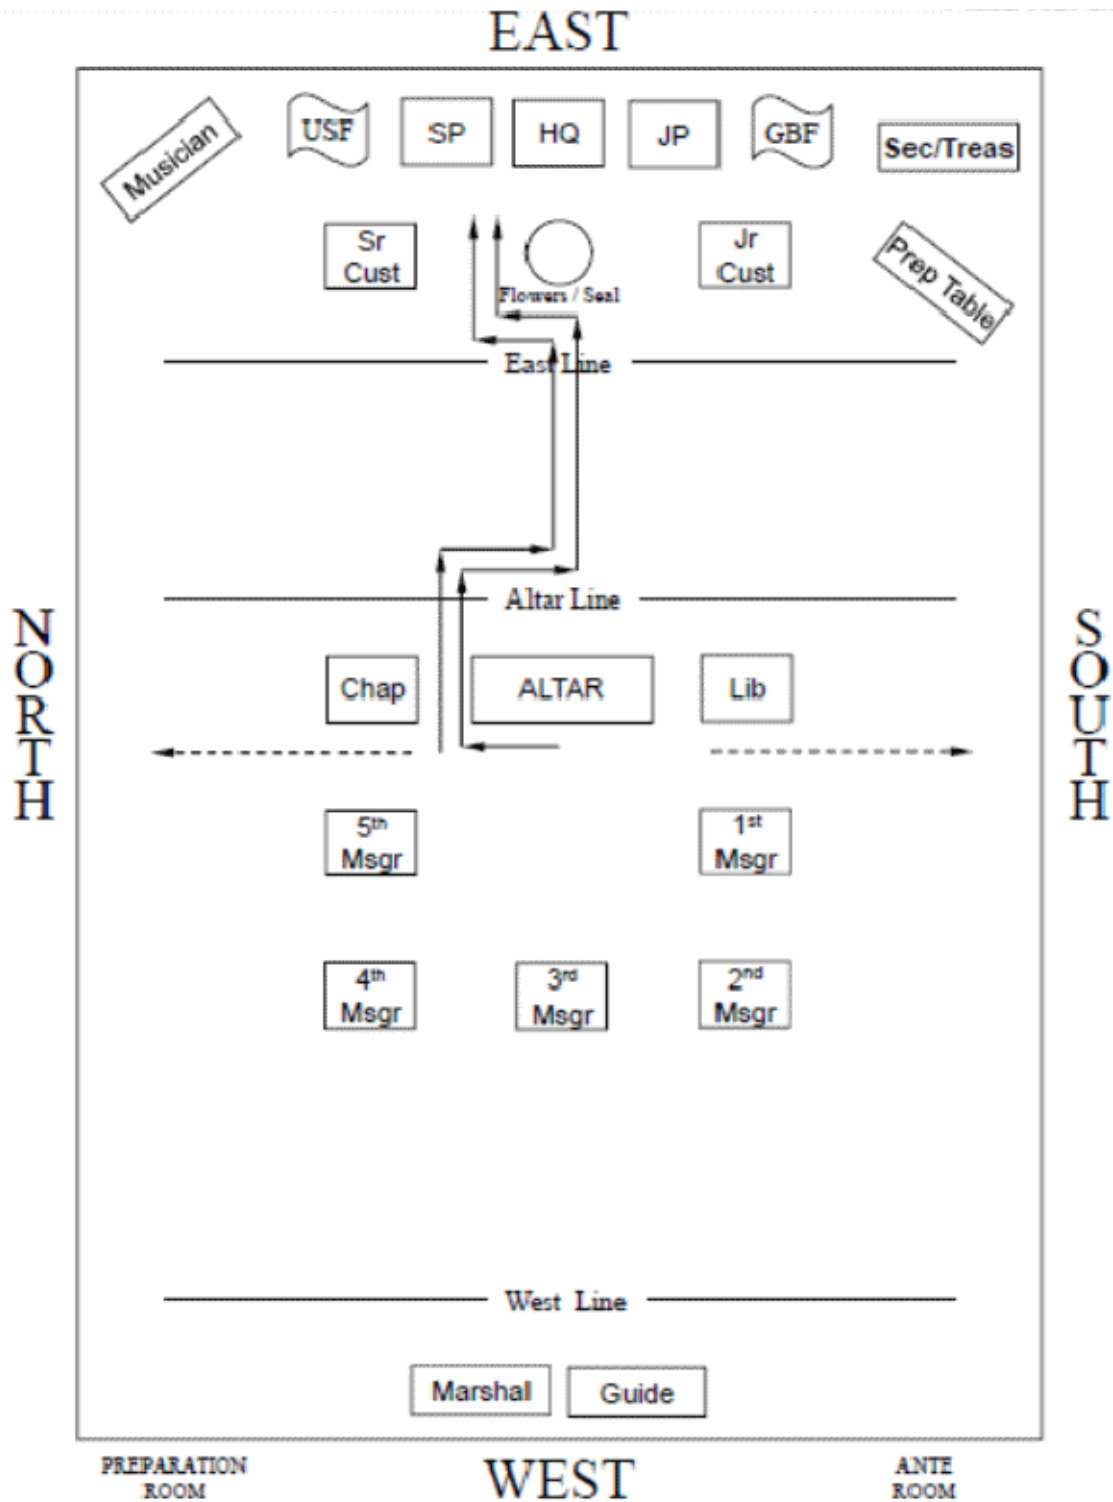 EAST
Musician
USF
SP
HQ
JP
GBF
Sec/Treas
Sr
Cust
Jr
Cust
Prep Table
Flowers / Seal
East Line
Altar Line
NORTH
SOUTH
Chap
ALTAR
Lib
5th
Msgr
1st
Msgr
4th
Msgr
3rd
Msgr
2nd
Msgr
West Line
Marshall
Guide
PREPARATION
ROOM
WEST
ANTE
ROOM